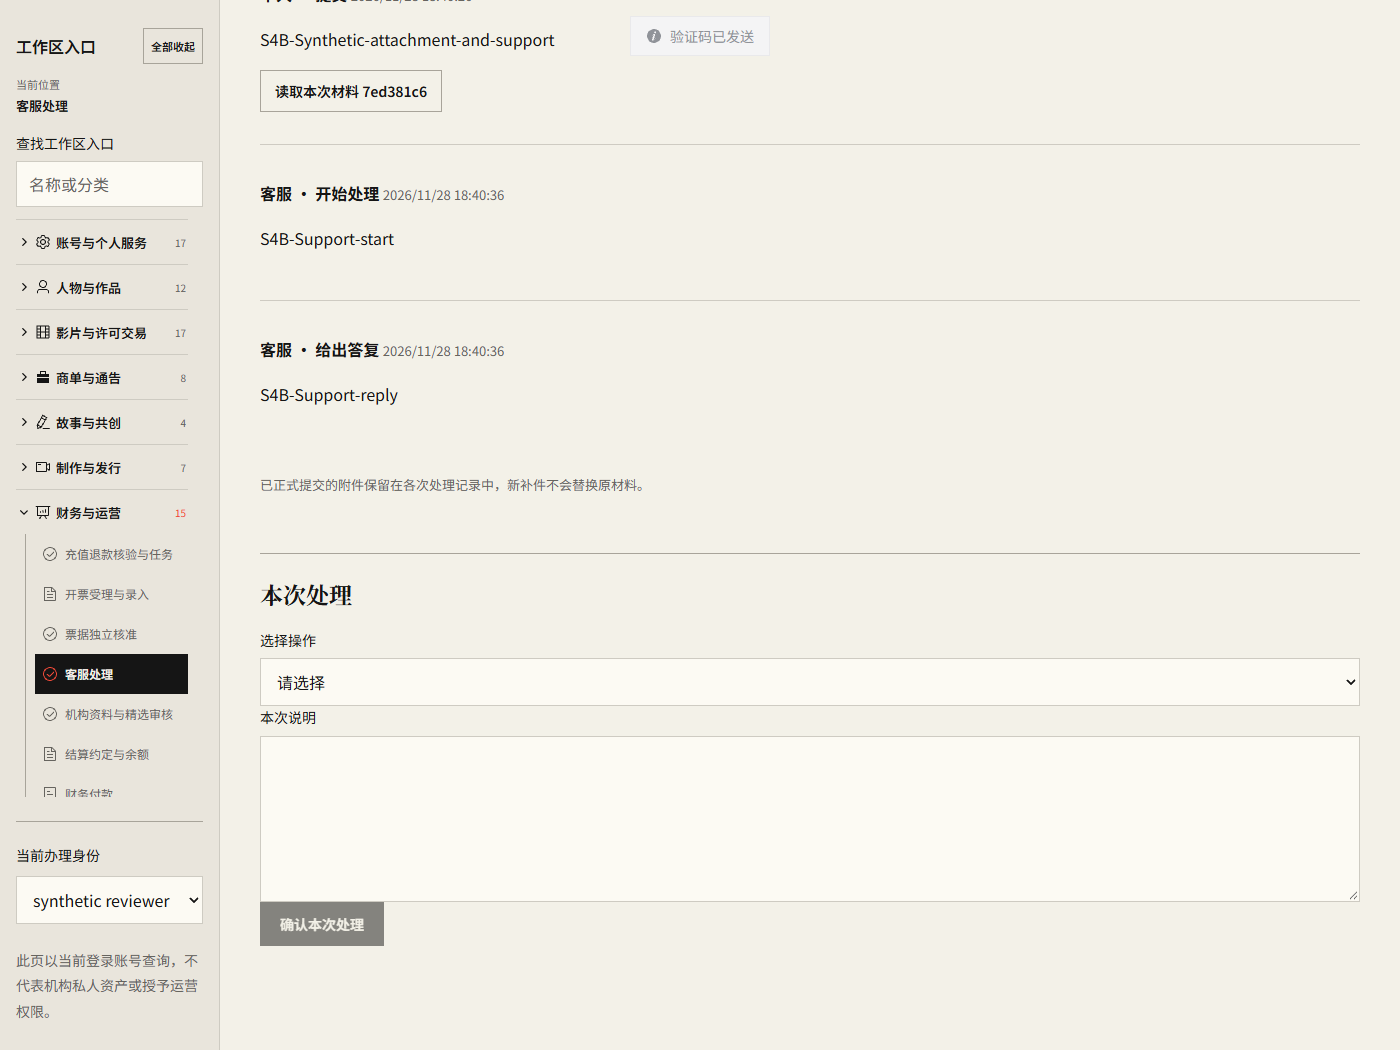 工作区入口
全部收起
当前位置
客服处理
查找工作区入口
名称或分类
账号与个人服务 17
人物与作品 12
影片与许可交易 17
商单与通告 8
故事与共创 4
制作与发行 7
财务与运营 15
充值退款核验与任务
开票受理与录入
票据独立核准
客服处理
机构资料与精选审核
结算约定与余额
财务付款
当前办理身份
synthetic reviewer
此页以当前登录账号查询，不
代表机构私人资产或授予运营
权限。
S4B-Synthetic-attachment-and-support
验证码已发送
读取本次材料 7ed381c6
客服 • 开始处理 2026/11/28 18:40:36
S4B-Support-start
客服 • 给出答复 2026/11/28 18:40:36
S4B-Support-reply
已正式提交的附件保留在各次处理记录中，新补件不会替换原材料。
本次处理
选择操作
请选择
本次说明
确认本次处理